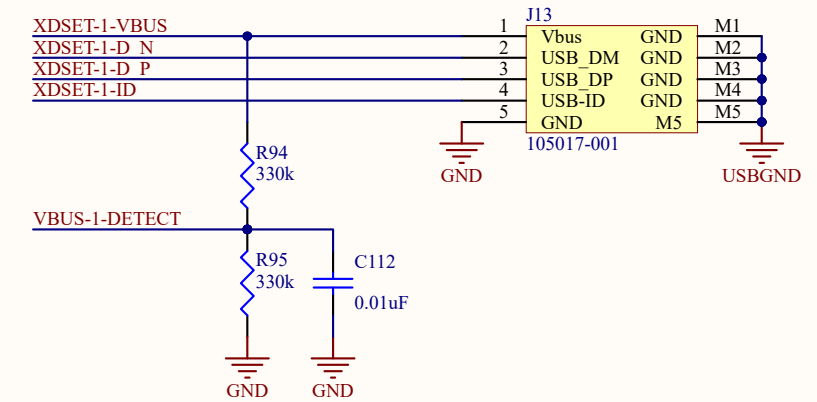 J13
XDSET-1-VBUS 1 Vbus GND M1
XDSET-1-D_N 2 USB_DM GND M2
XDSET-1-D_P 3 USB_DP GND M3
XDSET-1-ID 4 USB-ID GND M4
5 GND M5 M5
105017-001
GND USBGND
R94
330k
VBUS-1-DETECT
R95 C112
330k
0.01uF
GND GND